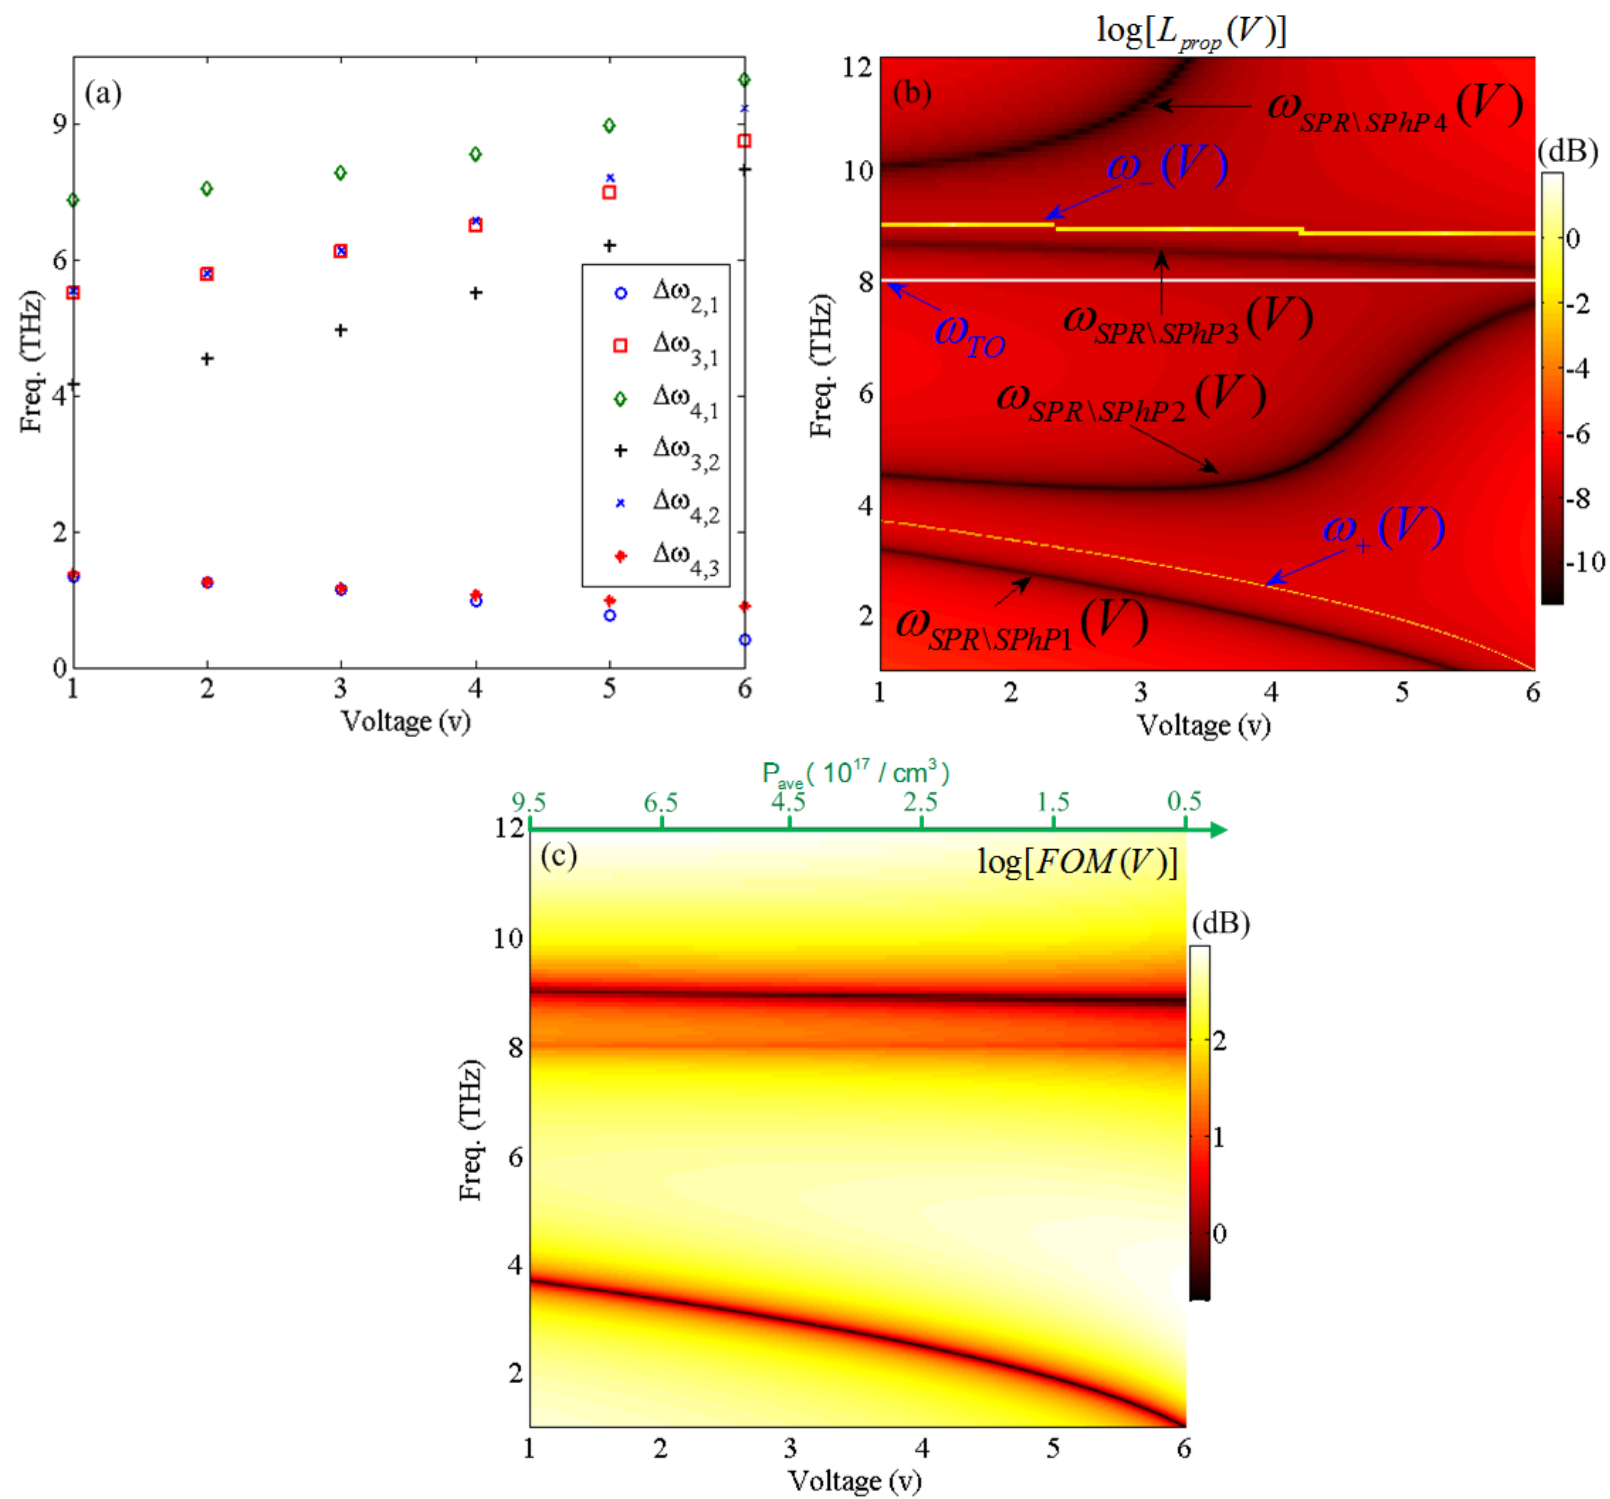 (a)
9
6
4
2
0
1 2 3 4 5 6
Voltage (v)
Freq. (THz)
Δω2,1
Δω3,1
Δω4,1
Δω3,2
Δω4,2
Δω4,3
log[Lprop(V)]
(b)
12
10
8
6
4
2
1 2 3 4 5 6
Voltage (v)
Freq. (THz)
ωSPR\SPhP4(V)
ω−(V)
ωSPR\SPhP3(V)
ωTO
ωSPR\SPhP2(V)
ω+(V)
ωSPR\SPhP1(V)
(dB)
0
-2
-4
-6
-8
-10
Pave( 10^17 / cm^3 )
9.5 6.5 4.5 2.5 1.5 0.5
(c)
log[FOM(V)]
12
10
8
6
4
2
1 2 3 4 5 6
Voltage (v)
Freq. (THz)
(dB)
2
1
0